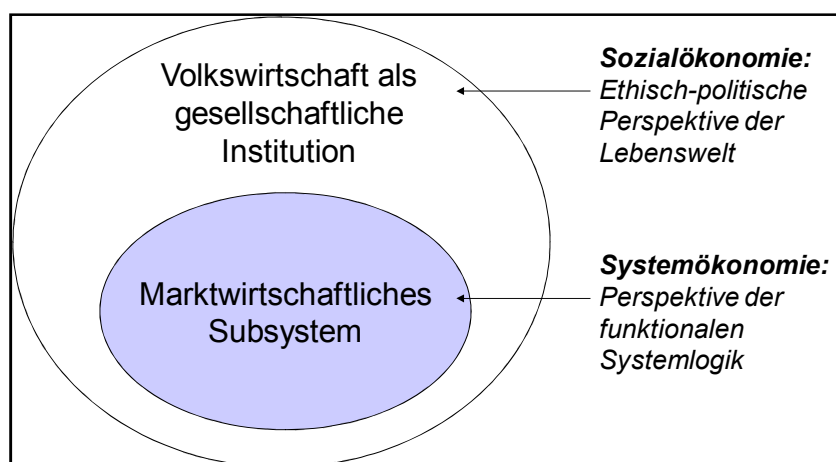 Volkswirtschaft als
gesellschaftliche
Institution
Sozialökonomie:
Ethisch-politische
Perspektive der
Lebenswelt
Marktwirtschaftliches
Subsystem
Systemökonomie:
Perspektive der
funktionalen
Systemlogik